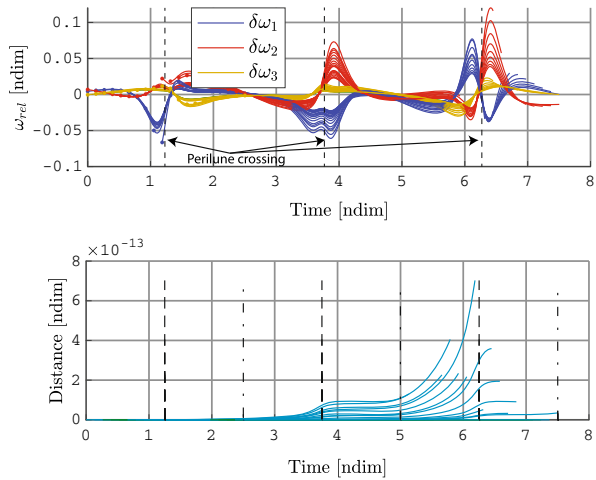 0.1
0.05
0
-0.05
-0.1
ω_rel [ndim]
δω₁
δω₂
δω₃
Perilune crossing
0 1 2 3 4 5 6 7 8
Time [ndim]
×10⁻¹³
8
6
4
2
0
Distance [ndim]
0 1 2 3 4 5 6 7 8
Time [ndim]